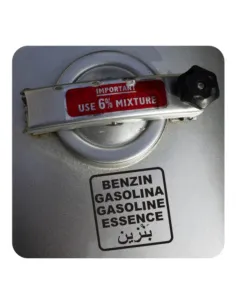 IMPORTANT
USE 6% MIXTURE
BENZIN
GASOLINA
GASOLINE
ESSENCE
بنزين